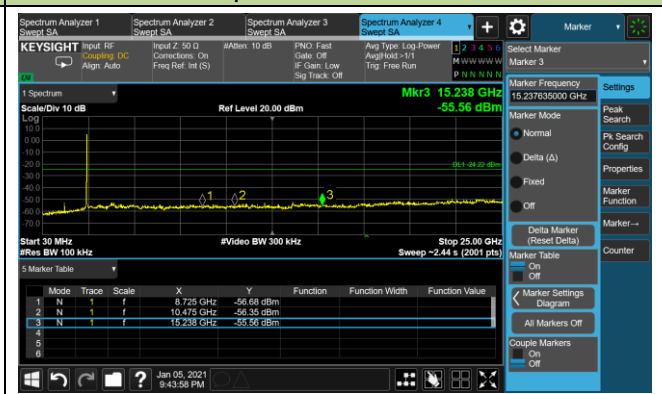 Spectrum Analyzer 1 Swept SA
Spectrum Analyzer 2 Swept SA
Spectrum Analyzer 3 Swept SA
Spectrum Analyzer 4 Swept SA
Marker
KEYSIGHT
Input: RF
Coupling: DC
Align: Auto
Input Z: 50 Ω
Corrections: On
Freq Ref: Int (S)
#Atten: 10 dB
PNO: Fast
Gate: Off
IF Gain: Low
Sig Track: Off
Avg Type: Log-Power
Avg|Hold >1/1
Trig: Free Run
1 2 3 4 5 6
M W W W W W
P N N N N N
1 Spectrum
Scale/Div 10 dB
Ref Level 20.00 dBm
Mkr3 15.238 GHz
-55.56 dBm
Log
10.0
0.00
-10.0
-20.0
-30.0
-40.0
-50.0
-60.0
-70.0
DL1 -24.22 dBm
1
2
3
Start 30 MHz
#Video BW 300 kHz
Stop 25.00 GHz
#Res BW 100 kHz
Sweep ~2.44 s (2001 pts)
5 Marker Table
Mode Trace Scale X Y Function Function Width Function Value
1 N 1 f 8.725 GHz -56.68 dBm
2 N 1 f 10.475 GHz -56.35 dBm
3 N 1 f 15.238 GHz -55.56 dBm
4
5
6
Jan 05, 2021
9:43:58 PM
Select Marker
Marker 3
Marker Frequency
15.237635000 GHz
Marker Mode
Normal
Delta (Δ)
Fixed
Off
Delta Marker
(Reset Delta)
Marker Table
On
Off
Marker Settings
Diagram
All Markers Off
Couple Markers
On
Off
Settings
Peak
Search
Pk Search
Config
Properties
Marker
Function
Marker→
Counter